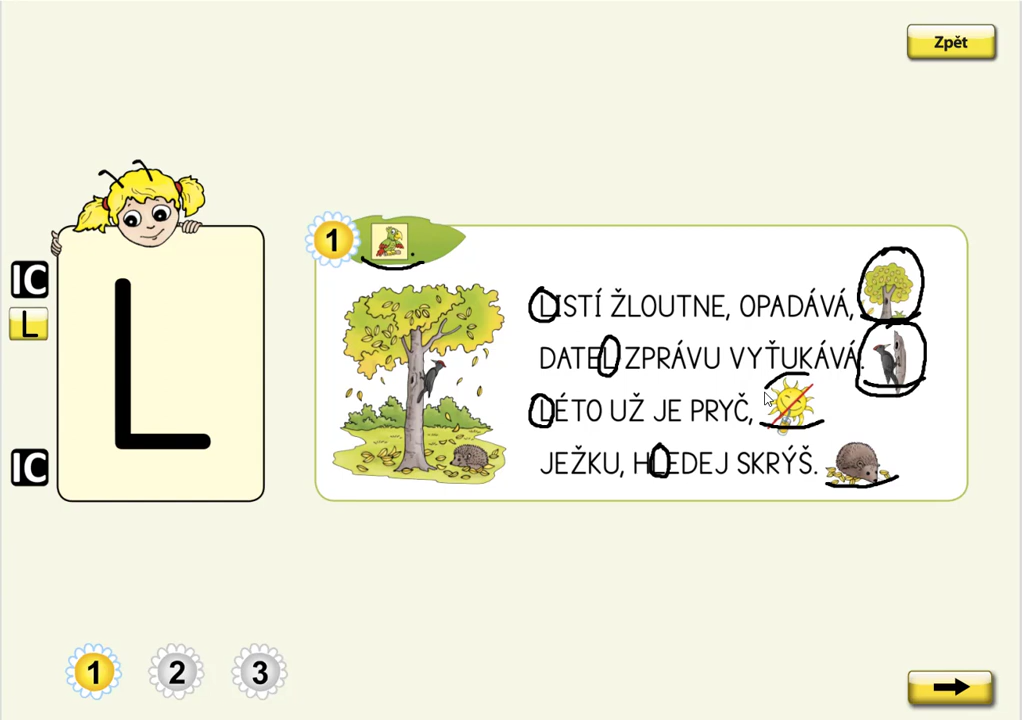 Zpět
1
IC
L
L
IC
LISTÍ ŽLOUTNE, OPADÁVÁ,
DATEL ZPRÁVU VYŤUKÁVÁ.
LÉTO UŽ JE PRYČ,
JEŽKU, HLEDEJ SKRÝŠ.
1 2 3